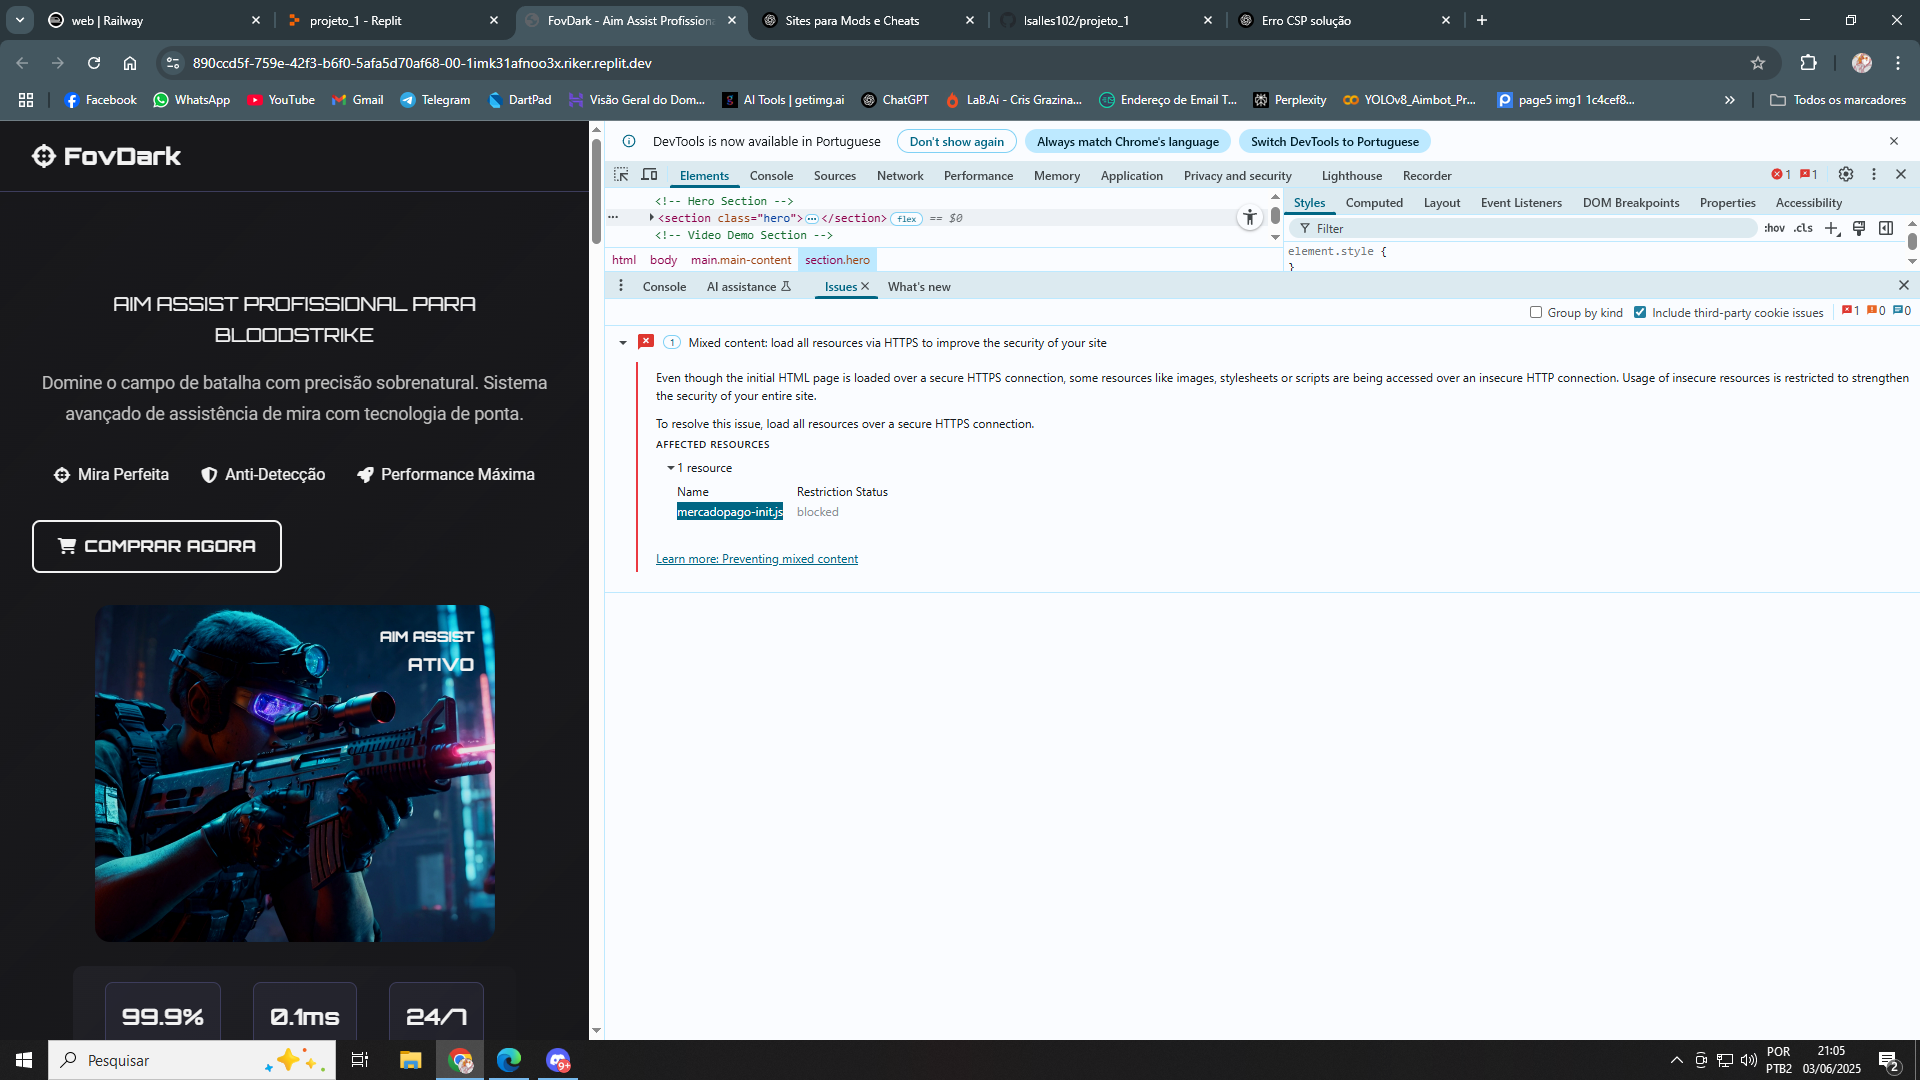 web | Railway
projeto_1 - Replit
FovDark - Aim Assist Profissiona
Sites para Mods e Cheats
lsalles102/projeto_1
Erro CSP solução
890ccd5f-759e-42f3-b6f0-5afa5d70af68-00-1imk31afnoo3x.riker.replit.dev
Facebook
WhatsApp
YouTube
Gmail
Telegram
DartPad
Visão Geral do Dom...
AI Tools | getimg.ai
ChatGPT
LaB.Ai - Cris Grazina...
Endereço de Email T...
Perplexity
YOLOv8_Aimbot_Pr...
page5 img1 1c4cef8...
Todos os marcadores
FovDark
AIM ASSIST PROFISSIONAL PARA
BLOODSTRIKE
Domine o campo de batalha com precisão sobrenatural. Sistema
avançado de assistência de mira com tecnologia de ponta.
Mira Perfeita
Anti-Detecção
Performance Máxima
COMPRAR AGORA
AIM ASSIST
ATIVO
99.9%
0.1ms
24/7
DevTools is now available in Portuguese
Don't show again
Always match Chrome's language
Switch DevTools to Portuguese
Elements
Console
Sources
Network
Performance
Memory
Application
Privacy and security
Lighthouse
Recorder
1
1
<!-- Hero Section -->
<section class="hero"> </section> flex == $0
<!-- Video Demo Section -->
html body main.main-content section.hero
Styles
Computed
Layout
Event Listeners
DOM Breakpoints
Properties
Accessibility
Filter
:hov .cls
element.style {
}
Console
AI assistance
Issues
What's new
Group by kind
Include third-party cookie issues
1 0 0
1 Mixed content: load all resources via HTTPS to improve the security of your site
Even though the initial HTML page is loaded over a secure HTTPS connection, some resources like images, stylesheets or scripts are being accessed over an insecure HTTP connection. Usage of insecure resources is restricted to strengthen
the security of your entire site.
To resolve this issue, load all resources over a secure HTTPS connection.
AFFECTED RESOURCES
1 resource
Name Restriction Status
mercadopago-init.js blocked
Learn more: Preventing mixed content
Pesquisar
9+
POR
PTB2
21:05
03/06/2025
2